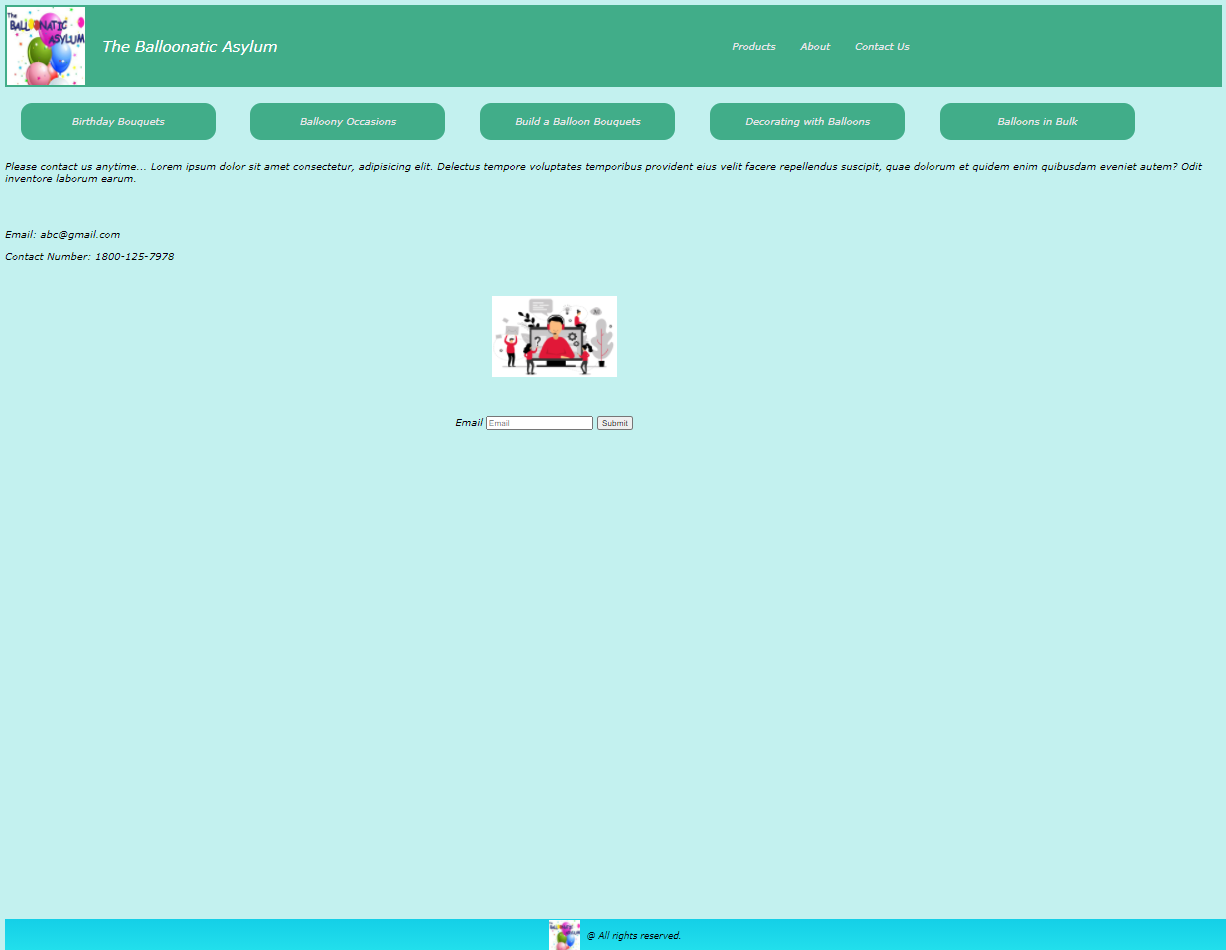 The
BALLOONATIC
ASYLUM
The Balloonatic Asylum
Products
About
Contact Us
Birthday Bouquets
Balloony Occasions
Build a Balloon Bouquets
Decorating with Balloons
Balloons in Bulk
Please contact us anytime... Lorem ipsum dolor sit amet consectetur, adipisicing elit. Delectus tempore voluptates temporibus provident eius velit facere repellendus suscipit, quae dolorum et quidem enim quibusdam eveniet autem? Odit
inventore laborum earum.
Email: abc@gmail.com
Contact Number: 1800-125-7978
?
Email
Email
Submit
@ All rights reserved.